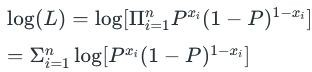 log(L) = log[Π_{i=1}^{n} P^{x_i}(1 − P)^{1−x_i}]
= Σ_{i=1}^{n} log[P^{x_i}(1 − P)^{1−x_i}]